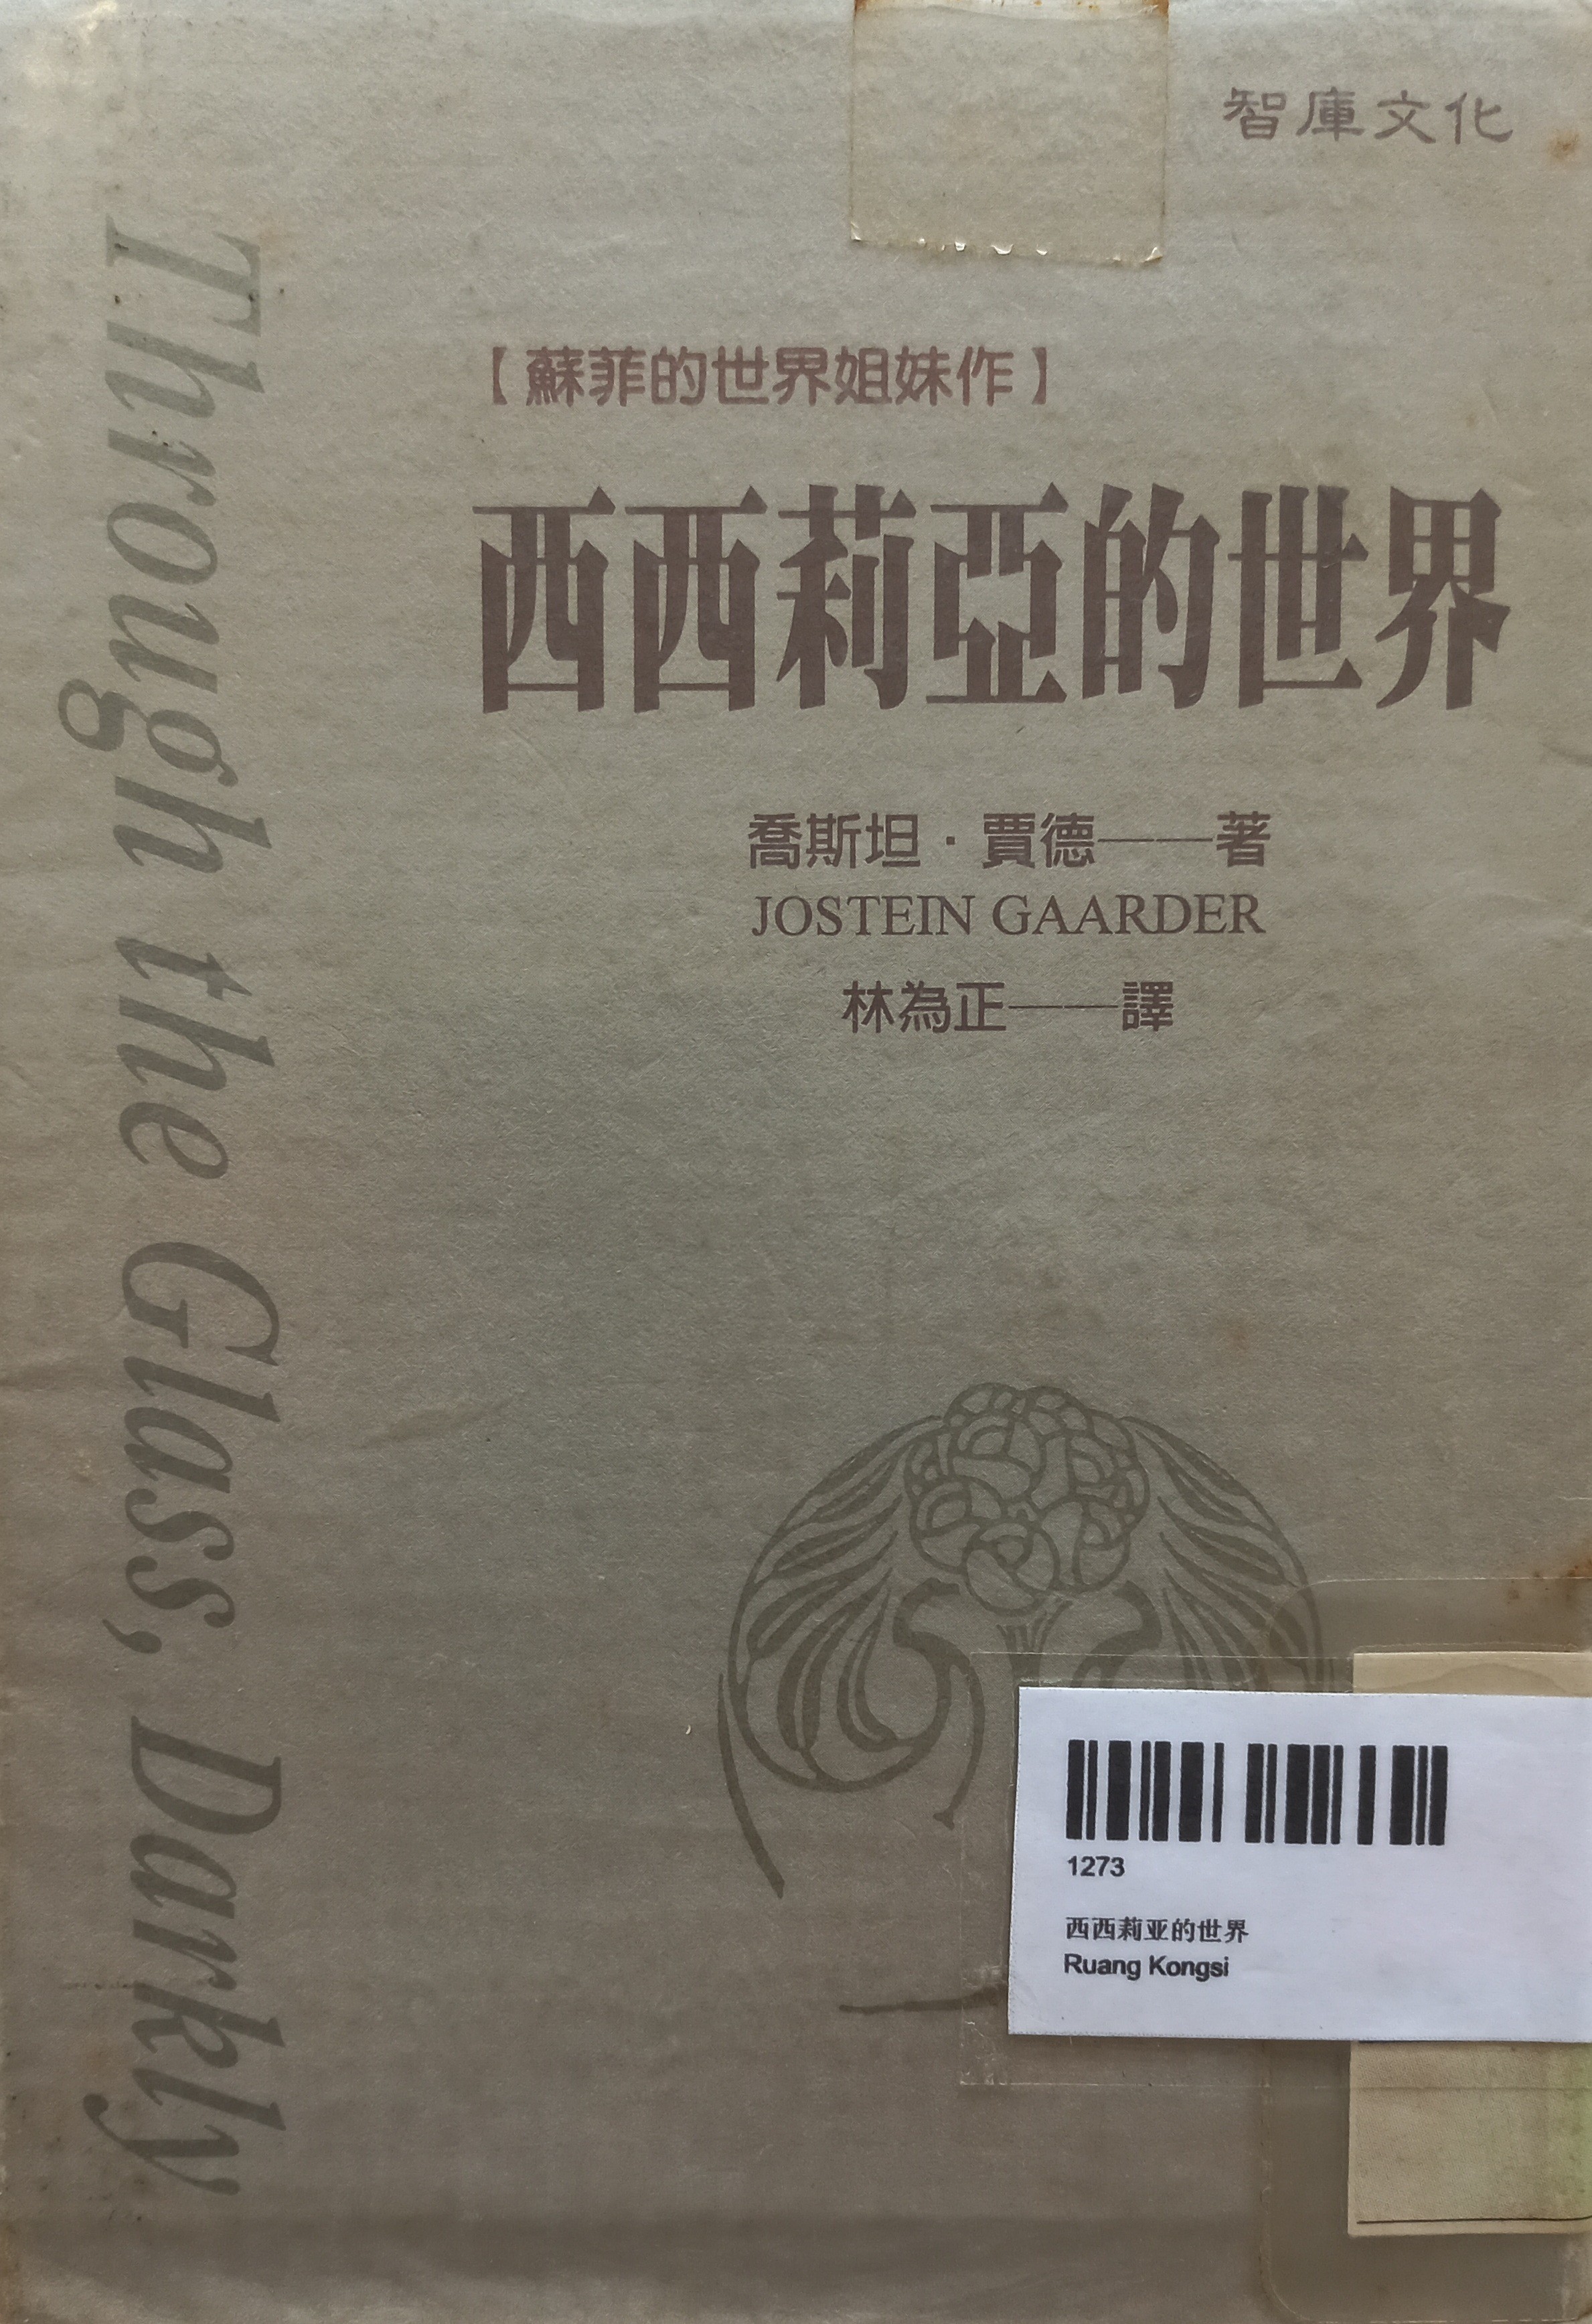 智庫文化
【蘇菲的世界姐妹作】
西西莉亞的世界
喬斯坦·賈德──著
JOSTEIN GAARDER
林為正──譯
Through the Glass, Darkly
1273
西西莉亚的世界
Ruang Kongsi